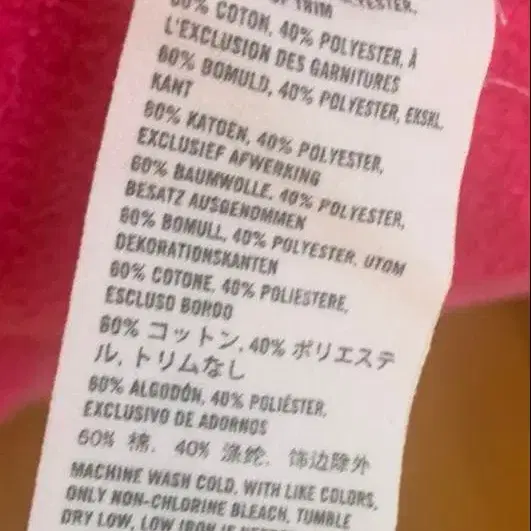 TRIM
60% COTON, 40% POLYESTER, À
L'EXCLUSION DES GARNITURES
60% BOMULD, 40% POLYESTER, EKSKL.
KANT
60% KATOEN, 40% POLYESTER,
EXCLUSIEF AFWERKING
60% BAUMWOLLE, 40% POLYESTER,
BESATZ AUSGENOMMEN
60% BOMULL, 40% POLYESTER, UTOM
DEKORATIONSKANTEN
60% COTONE, 40% POLIESTERE,
ESCLUSO BORDO
60% コットン, 40% ポリエステ
ル, トリムなし
60% ALGODÓN, 40% POLIÉSTER,
EXCLUSIVO DE ADORNOS
60% 棉, 40% 涤纶, 饰边除外
MACHINE WASH COLD, WITH LIKE COLORS,
ONLY NON-CHLORINE BLEACH, TUMBLE
DRY LOW, LOW IRON